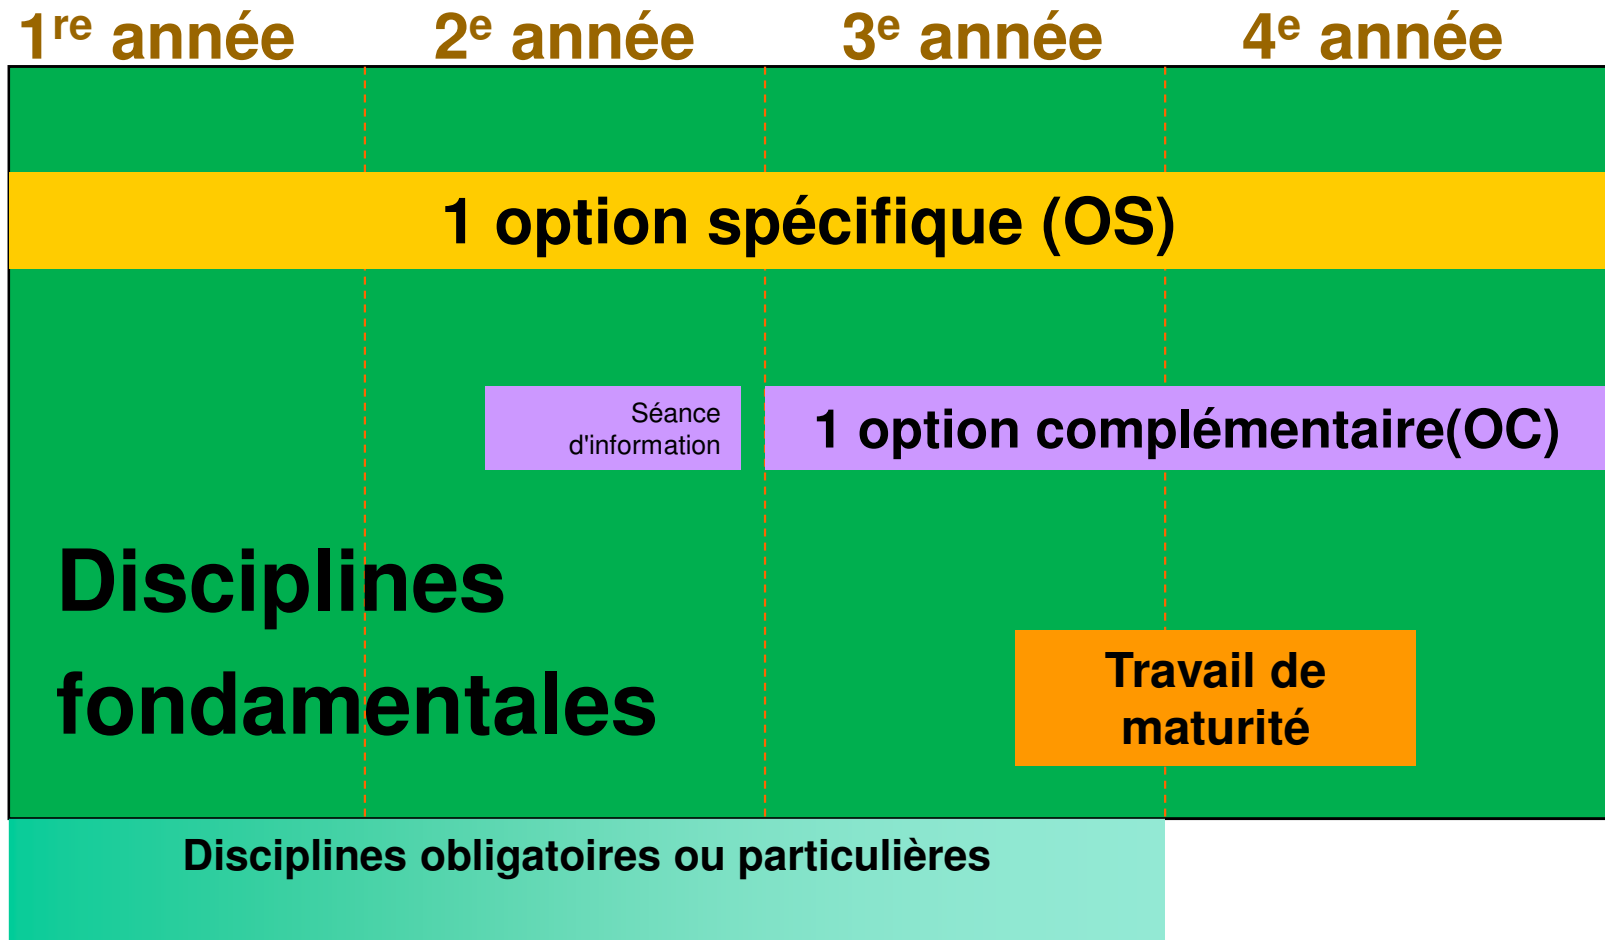 1re année 2e année 3e année 4e année
1 option spécifique (OS)
Séance
d'information
1 option complémentaire(OC)
Disciplines
fondamentales
Travail de
maturité
Disciplines obligatoires ou particulières